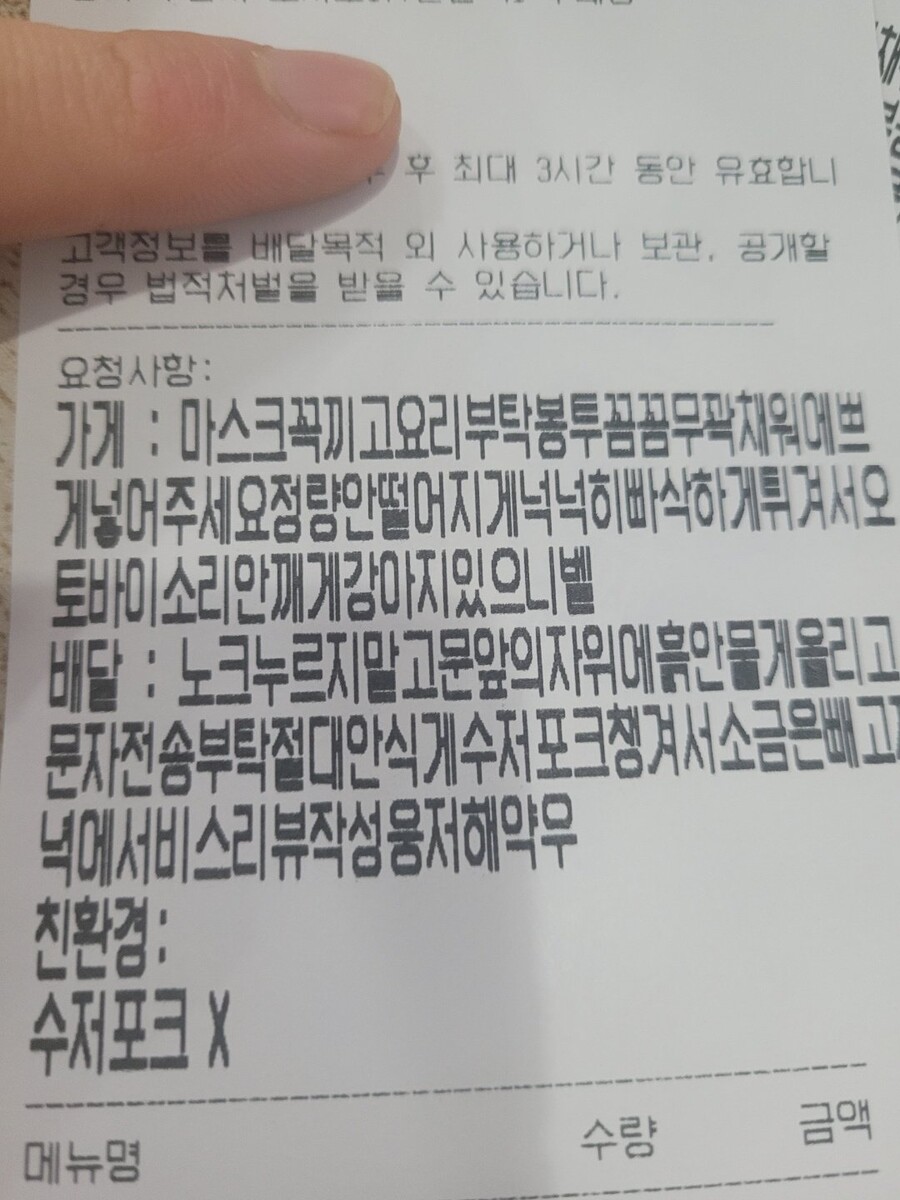 후 최대 3시간 동안 유효합니
고객정보를 배달목적 외 사용하거나 보관, 공개할
경우 법적처벌을 받을 수 있습니다.
요청사항:
가게 : 마스크꼭끼고요리부탁봉투꼼꼼무꽉채워에쁘
게넣어주세요정량안떨어지게넉넉히빠삭하게튀겨서오
토바이소리안깨게강아지있으니벨
배달 : 노크누르지말고문앞의자위에흙안물게올리고
문자전송부탁절대안식게수저포크챙겨서소금은빼고
넉에서비스리뷰작성웅저해약우
친환경:
수저포크 X
메뉴명 수량 금액